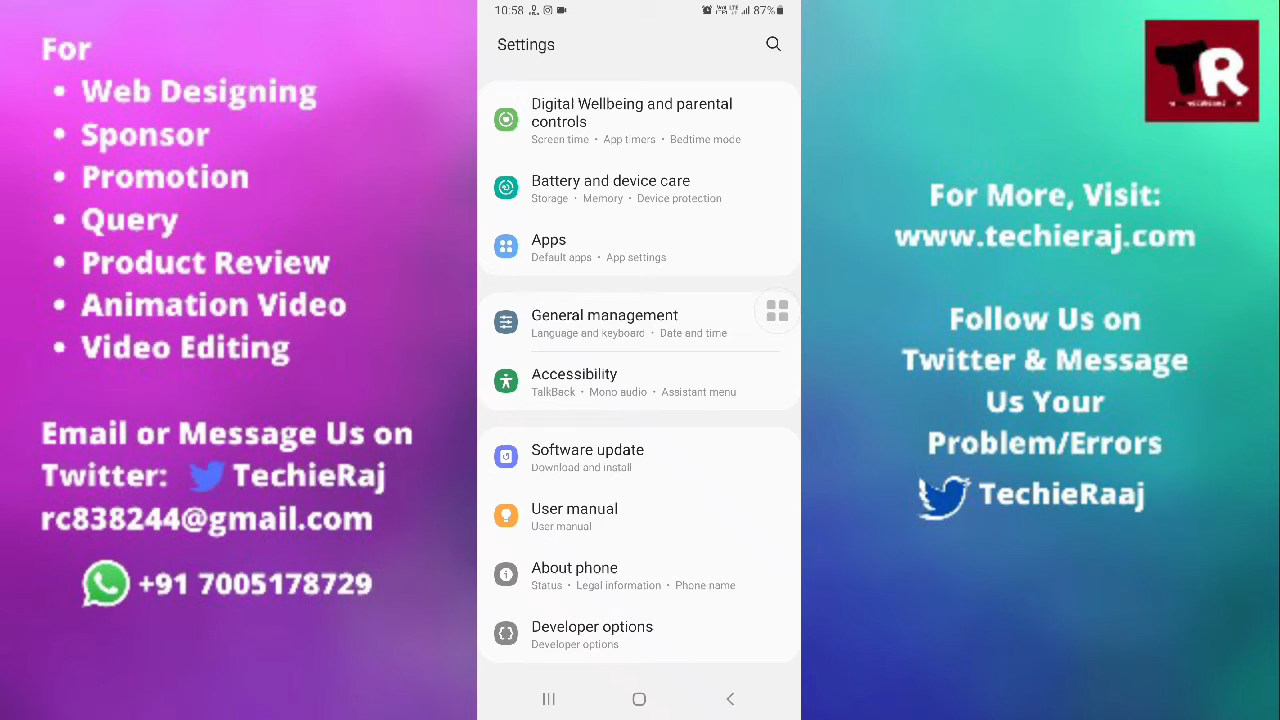 For
• Web Designing
• Sponsor
• Promotion
• Query
• Product Review
• Animation Video
• Video Editing
Email or Message Us on
Twitter: TechieRaj
rc838244@gmail.com
+91 7005178729
10:58
87%
Settings
Digital Wellbeing and parental
controls
Screen time • App timers • Bedtime mode
Battery and device care
Storage • Memory • Device protection
Apps
Default apps • App settings
General management
Language and keyboard • Date and time
Accessibility
TalkBack • Mono audio • Assistant menu
Software update
Download and install
User manual
User manual
About phone
Status • Legal information • Phone name
Developer options
Developer options
TR
For More, Visit:
www.techieraj.com
Follow Us on
Twitter & Message
Us Your
Problem/Errors
TechieRaaj